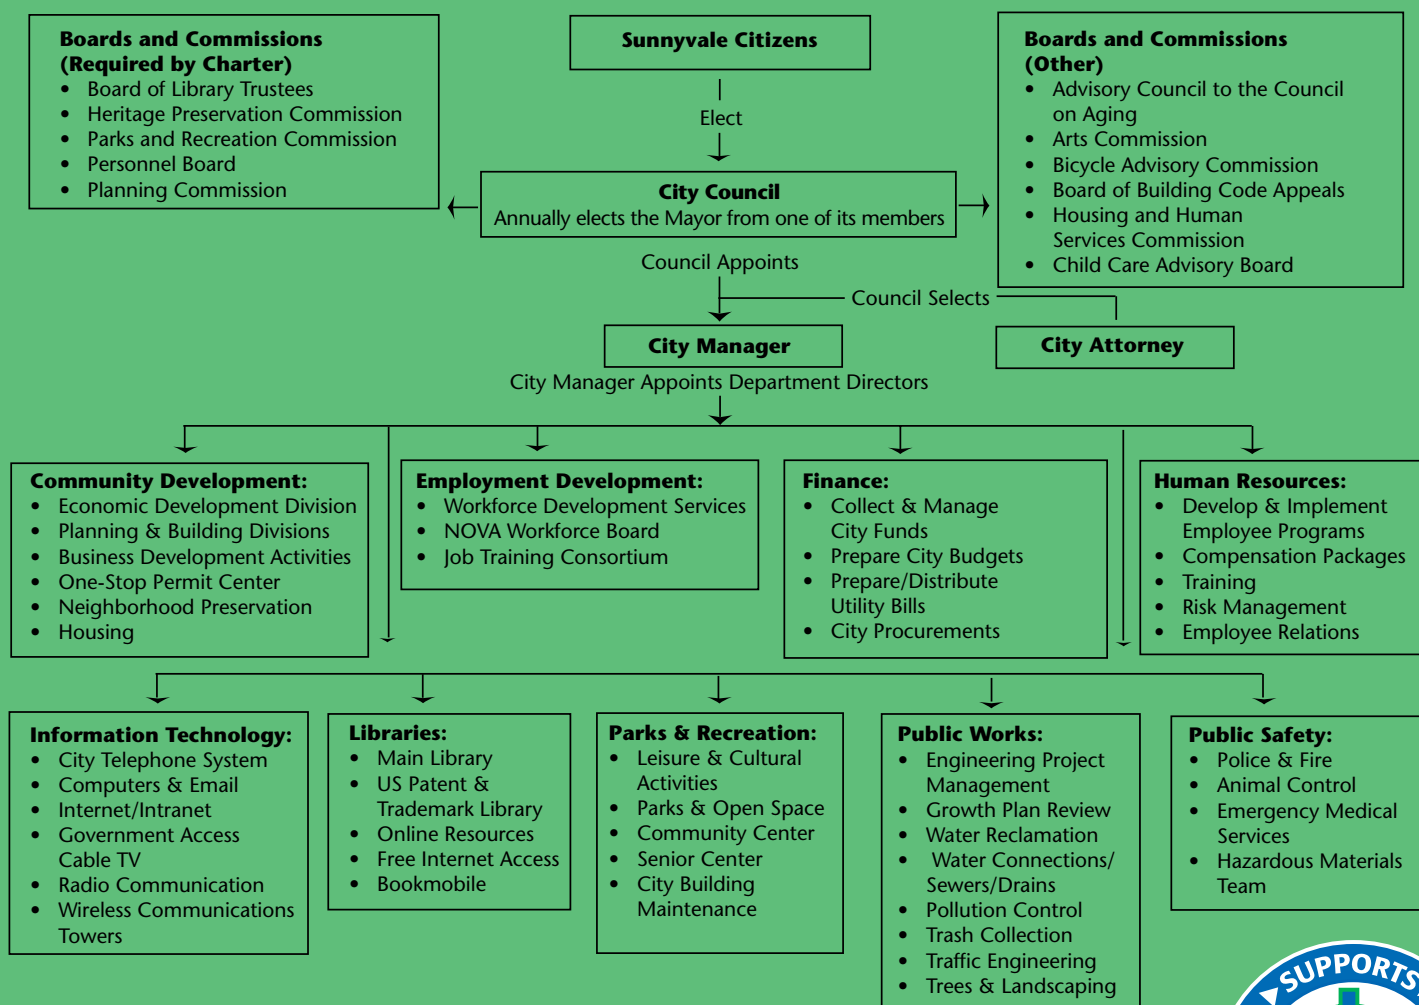 Boards and Commissions
(Required by Charter)
• Board of Library Trustees
• Heritage Preservation Commission
• Parks and Recreation Commission
• Personnel Board
• Planning Commission
Sunnyvale Citizens
Elect
Boards and Commissions
(Other)
• Advisory Council to the Council
on Aging
• Arts Commission
• Bicycle Advisory Commission
• Board of Building Code Appeals
• Housing and Human
Services Commission
• Child Care Advisory Board
City Council
Annually elects the Mayor from one of its members
Council Appoints
Council Selects
City Manager
City Attorney
City Manager Appoints Department Directors
Community Development:
• Economic Development Division
• Planning & Building Divisions
• Business Development Activities
• One-Stop Permit Center
• Neighborhood Preservation
• Housing
Employment Development:
• Workforce Development Services
• NOVA Workforce Board
• Job Training Consortium
Finance:
• Collect & Manage
City Funds
• Prepare City Budgets
• Prepare/Distribute
Utility Bills
• City Procurements
Human Resources:
• Develop & Implement
Employee Programs
• Compensation Packages
• Training
• Risk Management
• Employee Relations
Information Technology:
• City Telephone System
• Computers & Email
• Internet/Intranet
• Government Access
Cable TV
• Radio Communication
• Wireless Communications
Towers
Libraries:
• Main Library
• US Patent &
Trademark Library
• Online Resources
• Free Internet Access
• Bookmobile
Parks & Recreation:
• Leisure & Cultural
Activities
• Parks & Open Space
• Community Center
• Senior Center
• City Building
Maintenance
Public Works:
• Engineering Project
Management
• Growth Plan Review
• Water Reclamation
• Water Connections/
Sewers/Drains
• Pollution Control
• Trash Collection
• Traffic Engineering
• Trees & Landscaping
Public Safety:
• Police & Fire
• Animal Control
• Emergency Medical
Services
• Hazardous Materials
Team
SUPPORTS